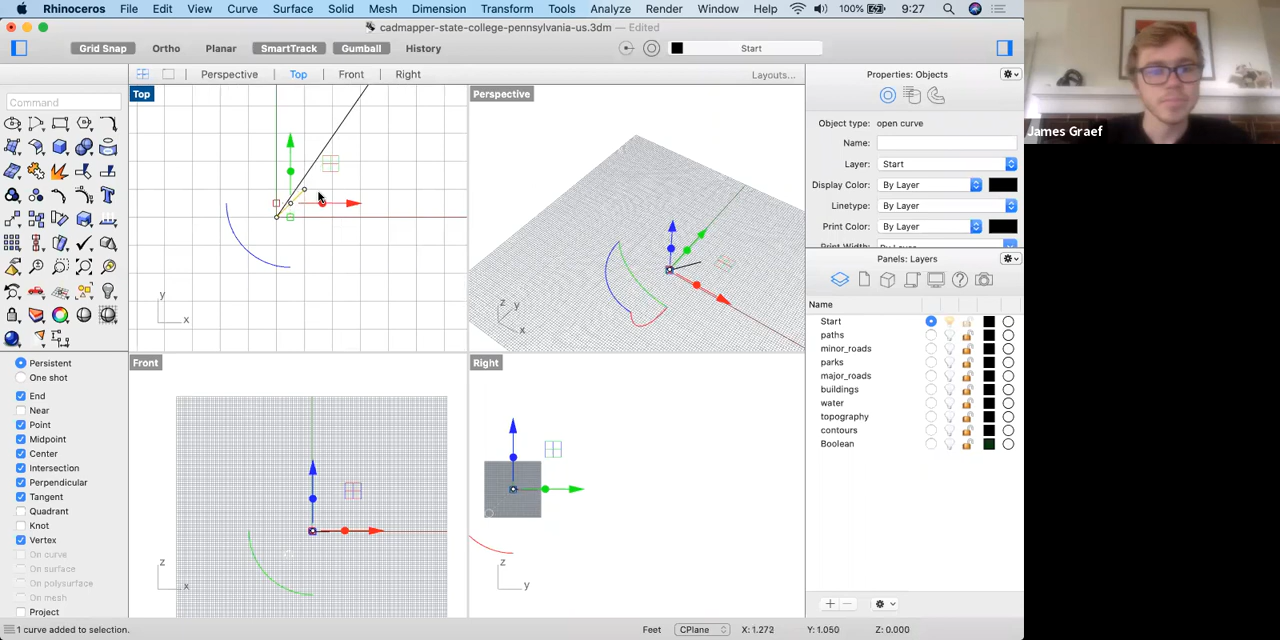 Rhinoceros File Edit View Curve Surface Solid Mesh Dimension Transform Tools Analyze Render Window Help 100% 9:27
cadmapper-state-college-pennsylvania-us.3dm — Edited
Grid Snap Ortho Planar SmartTrack Gumball History Start
Perspective Top Front Right Layouts...
Properties: Objects
Command
Top
Perspective
Object type: open curve
James Graef
Name:
Layer: Start
Display Color: By Layer
Linetype: By Layer
Print Color: By Layer
Panels: Layers
Name
Start
paths
minor_roads
parks
major_roads
buildings
water
topography
contours
Boolean
y
x
z
y
x
Front
Right
Persistent
One shot
End
Near
Point
Midpoint
Center
Intersection
Perpendicular
Tangent
Quadrant
Knot
Vertex
On curve
On surface
On polysurface
On mesh
Project
z
x
z
y
1 curve added to selection. Feet CPlane X: 1.272 Y: 1.050 Z: 0.000